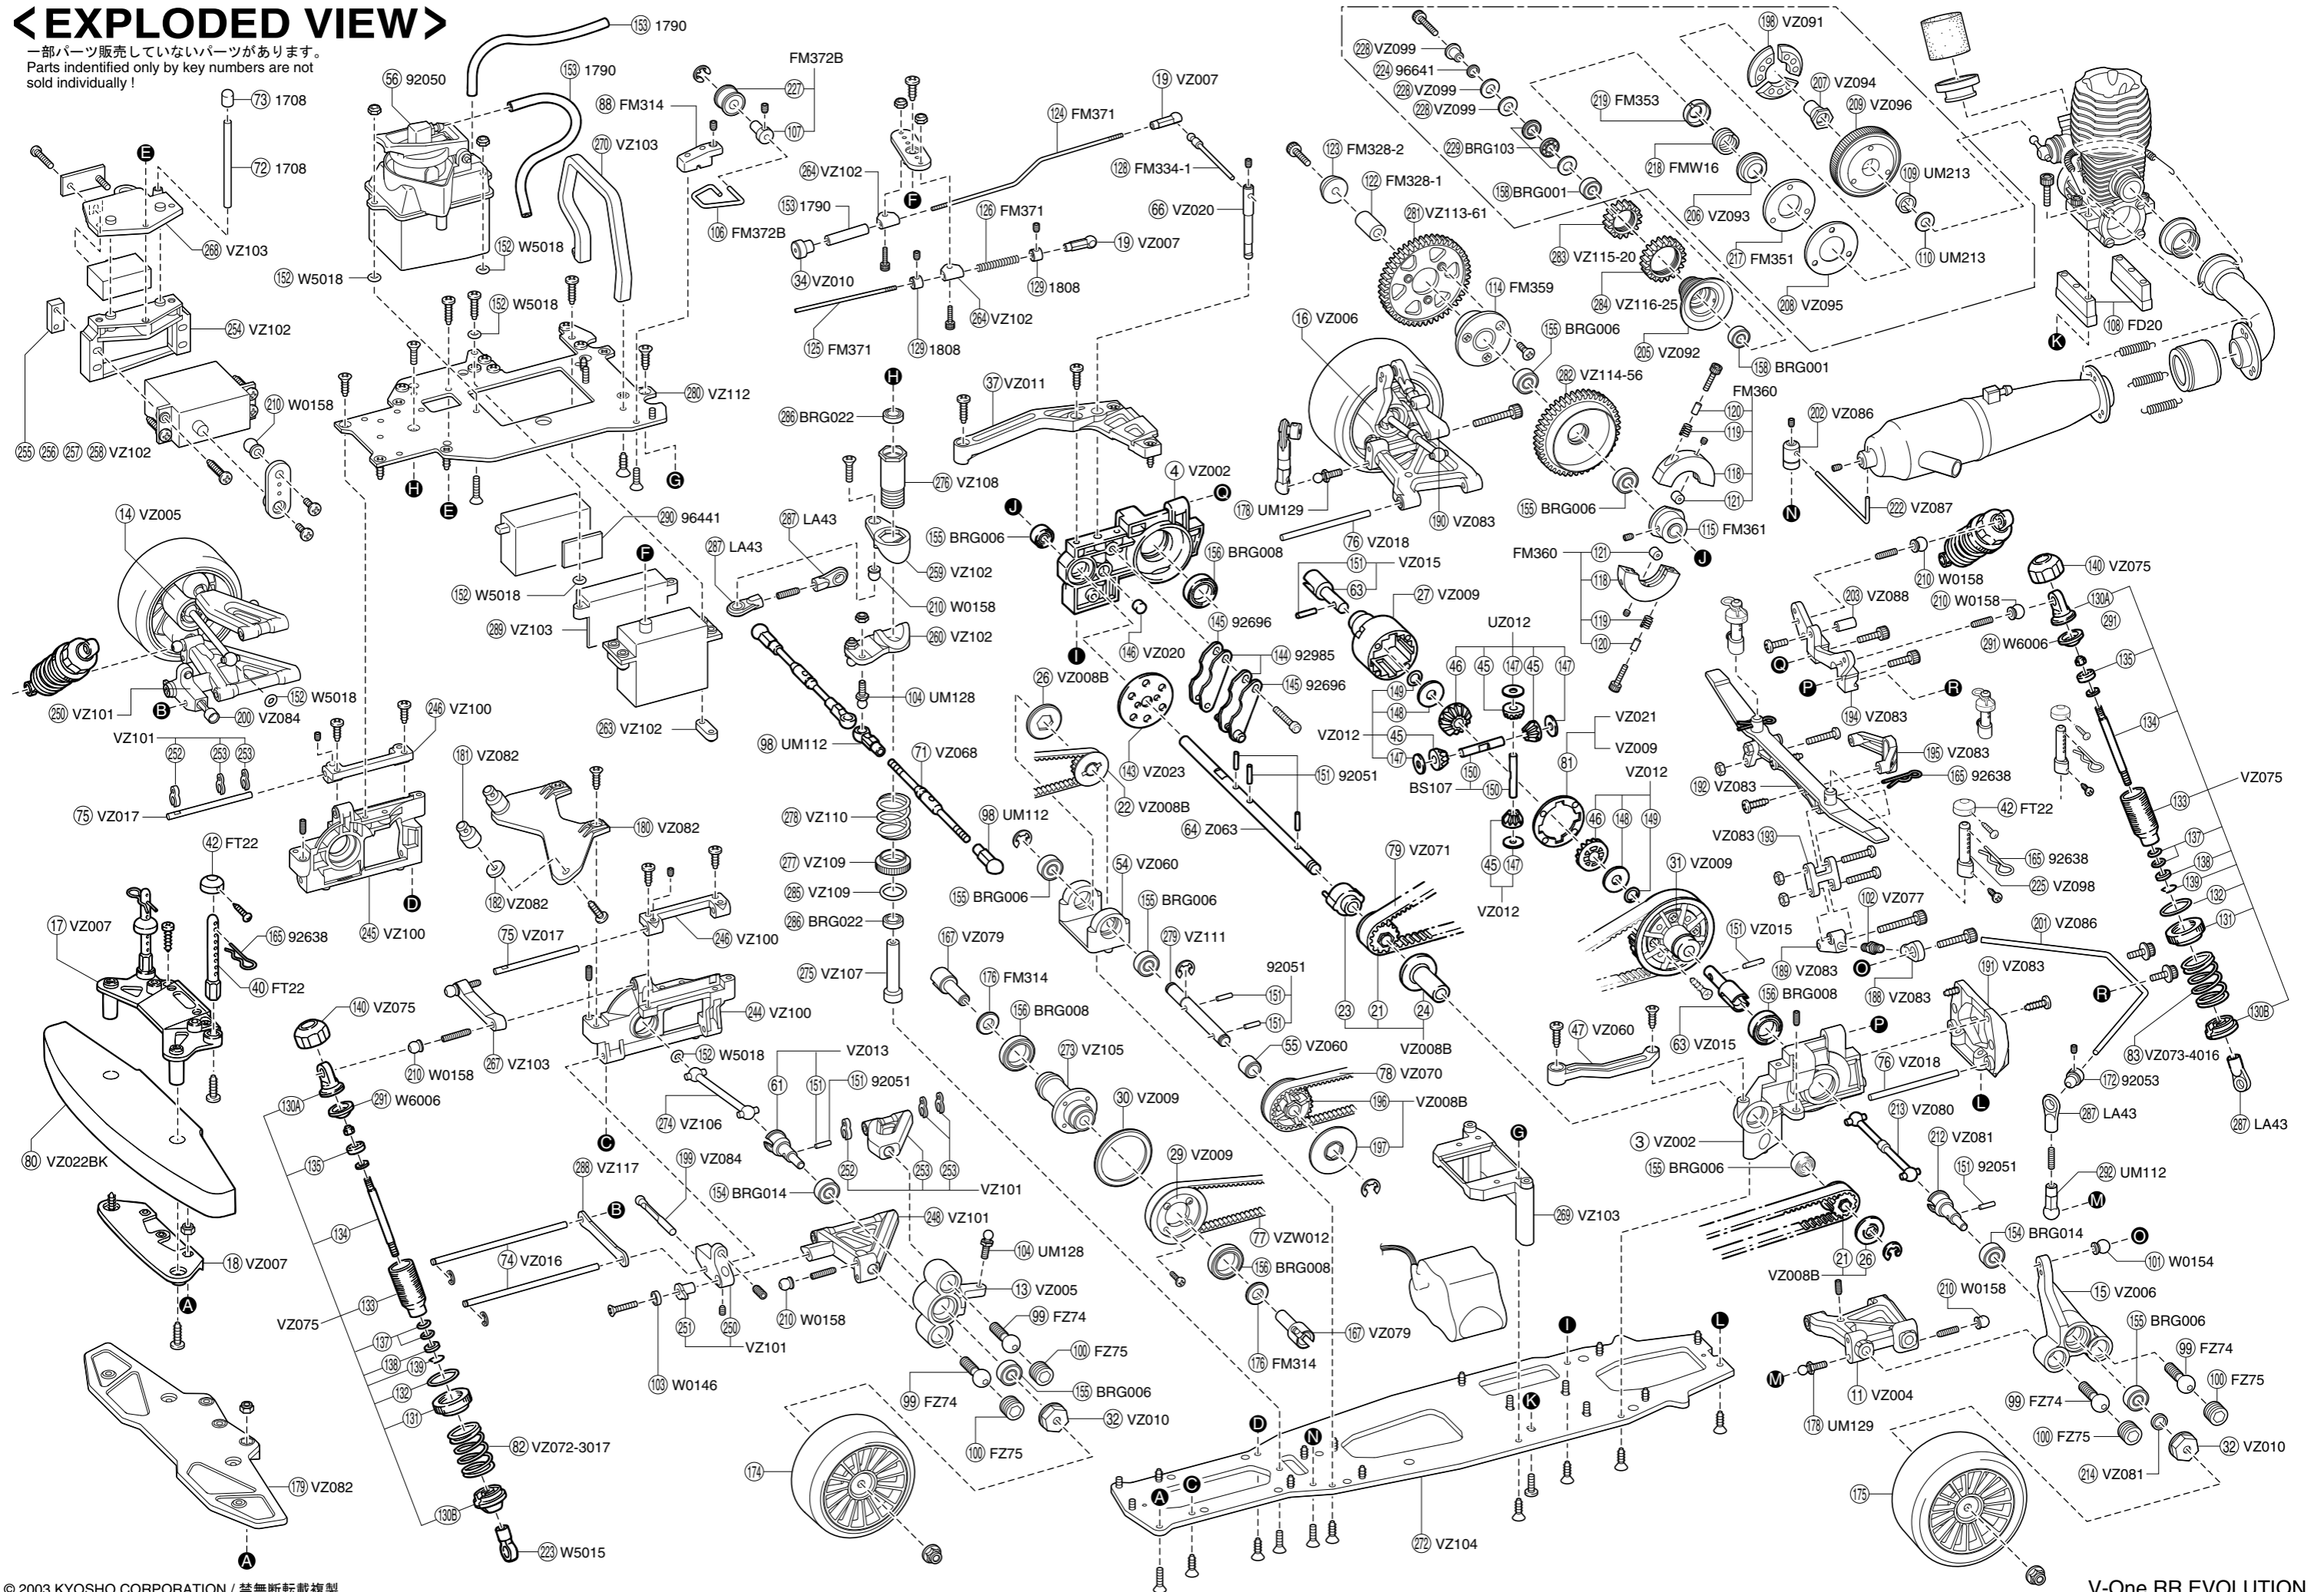 <EXPLODED VIEW>
一部パーツ販売していないパーツがあります。
Parts indentified only by key numbers are not
sold individually !
153 1790
56 92050
153 1790
73 1708
72 1708
E
268 VZ103
88 FM314
FM372B
227
107
270 VZ103
106 FM372B
152 W5018
152 W5018
152 W5018
254 VZ102
210 W0158
255 256 257 258 VZ102
280 VZ112
H
E
G
264 VZ102
F
124 FM371
19 VZ007
128 FM334-1
66 VZ020
153 1790
126 FM371
19 VZ007
34 VZ010
129 1808
264 VZ102
125 FM371
129 1808
228 VZ099
224 96641
228 VZ099
228 VZ099
229 BRG103
158 BRG001
198 VZ091
207 VZ094
209 VZ096
219 FM353
218 FMW16
206 VZ093
217 FM351
208 VZ095
109 UM213
110 UM213
123 FM328-2
122 FM328-1
281 VZ113-61
283 VZ115-20
284 VZ116-25
114 FM359
205 VZ092
158 BRG001
155 BRG006
282 VZ114-56
FM360
120
119
118
121
155 BRG006
115 FM361
J
FM360
121
118
119
120
108 FD20
K
202 VZ086
N
222 VZ087
16 VZ006
178 UM129
190 VZ083
76 VZ018
37 VZ011
H
286 BRG022
276 VZ108
4 VZ002
Q
J
155 BRG006
156 BRG008
I
146 VZ020
290 96441
287 LA43
287 LA43
259 VZ102
210 W0158
260 VZ102
104 UM128
F
152 W5018
289 VZ103
263 VZ102
98 UM112
71 VZ068
98 UM112
278 VZ110
277 VZ109
285 VZ109
286 BRG022
275 VZ107
14 VZ005
250 VZ101
B
200 VZ084
152 W5018
VZ101
252
253
253
75 VZ017
246 VZ100
245 VZ100
D
181 VZ082
180 VZ082
182 VZ082
42 FT22
17 VZ007
165 92638
40 FT22
80 VZ022BK
18 VZ007
A
179 VZ082
A
140 VZ075
210 W0158
130A
291 W6006
135
134
133
VZ075
137
138
139
132
131
82 VZ072-3017
130B
223 W5015
75 VZ017
246 VZ100
244 VZ100
267 VZ103
C
152 W5018
274 VZ106
VZ013
61
151
151 92051
252
253
253
VZ101
288 VZ117
B
199 VZ084
154 BRG014
248 VZ101
74 VZ016
251
250
VZ101
103 W0146
210 W0158
104 UM128
13 VZ005
99 FZ74
100 FZ75
99 FZ74
100 FZ75
155 BRG006
32 VZ010
174
167 VZ079
176 FM314
156 BRG008
273 VZ105
30 VZ009
29 VZ009
77 VZW012
156 BRG008
176 FM314
167 VZ079
145 92696
144 92985
145 92696
143 VZ023
26 VZ008B
22 VZ008B
151 92051
64 Z063
155 BRG006
54 VZ060
155 BRG006
279 VZ111
92051
151
151
55 VZ060
78 VZ070
196
VZ008B
197
79 VZ071
23
21
24
VZ008B
151
VZ015
63
27 VZ009
UZ012
46
45
147
45
147
149
148
VZ012
45
147
150
BS107
150
45
147
VZ012
VZ021
VZ009
81
VZ012
46
148
149
31 VZ009
151 VZ015
63 VZ015
156 BRG008
47 VZ060
P
76 VZ018
191 VZ083
L
3 VZ002
155 BRG006
213 VZ080
212 VZ081
151 92051
21
26
VZ008B
154 BRG014
G
269 VZ103
D
N
A
C
K
I
L
272 VZ104
210 W0158
140 VZ075
203 VZ088
210 W0158
130A
291
291 W6006
Q
P
R
194 VZ083
135
134
195 VZ083
165 92638
192 VZ083
VZ083 193
42 FT22
165 92638
225 VZ098
102 VZ077
189 VZ083
O
188 VZ083
201 VZ086
VZ075
133
137
138
139
132
131
R
83 VZ073-4016
130B
172 92053
287 LA43
287 LA43
292 UM112
M
101 W0154
O
15 VZ006
210 W0158
155 BRG006
11 VZ004
M
178 UM129
99 FZ74
100 FZ75
99 FZ74
100 FZ75
214 VZ081
32 VZ010
175
© 2003 KYOSHO CORPORATION / 禁無断転載複製
V-One RR EVOLUTION